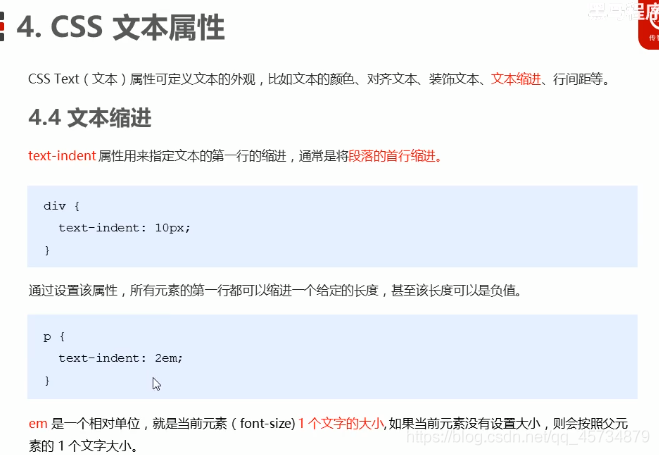 4. CSS 文本属性
CSS Text（文本）属性可定义文本的外观，比如文本的颜色、对齐文本、装饰文本、文本缩进、行间距等。
4.4 文本缩进
text-indent 属性用来指定文本的第一行的缩进，通常是将段落的首行缩进。
div {
  text-indent: 10px;
}
通过设置该属性，所有元素的第一行都可以缩进一个给定的长度，甚至该长度可以是负值。
p {
  text-indent: 2em;
}
em 是一个相对单位，就是当前元素（font-size) 1 个文字的大小, 如果当前元素没有设置大小，则会按照父元
素的 1 个文字大小。
https://blog.csdn.net/qq_45734879